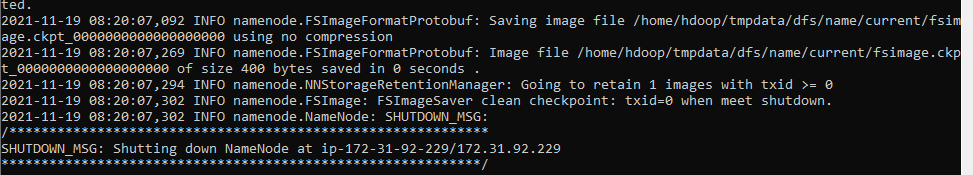 ted.
2021-11-19 08:20:07,092 INFO namenode.FSImageFormatProtobuf: Saving image file /home/hdoop/tmpdata/dfs/name/current/fsim
age.ckpt_0000000000000000000 using no compression
2021-11-19 08:20:07,269 INFO namenode.FSImageFormatProtobuf: Image file /home/hdoop/tmpdata/dfs/name/current/fsimage.ckp
t_0000000000000000000 of size 400 bytes saved in 0 seconds .
2021-11-19 08:20:07,294 INFO namenode.NNStorageRetentionManager: Going to retain 1 images with txid >= 0
2021-11-19 08:20:07,302 INFO namenode.FSImage: FSImageSaver clean checkpoint: txid=0 when meet shutdown.
2021-11-19 08:20:07,302 INFO namenode.NameNode: SHUTDOWN_MSG:
/************************************************************
SHUTDOWN_MSG: Shutting down NameNode at ip-172-31-92-229/172.31.92.229
************************************************************/